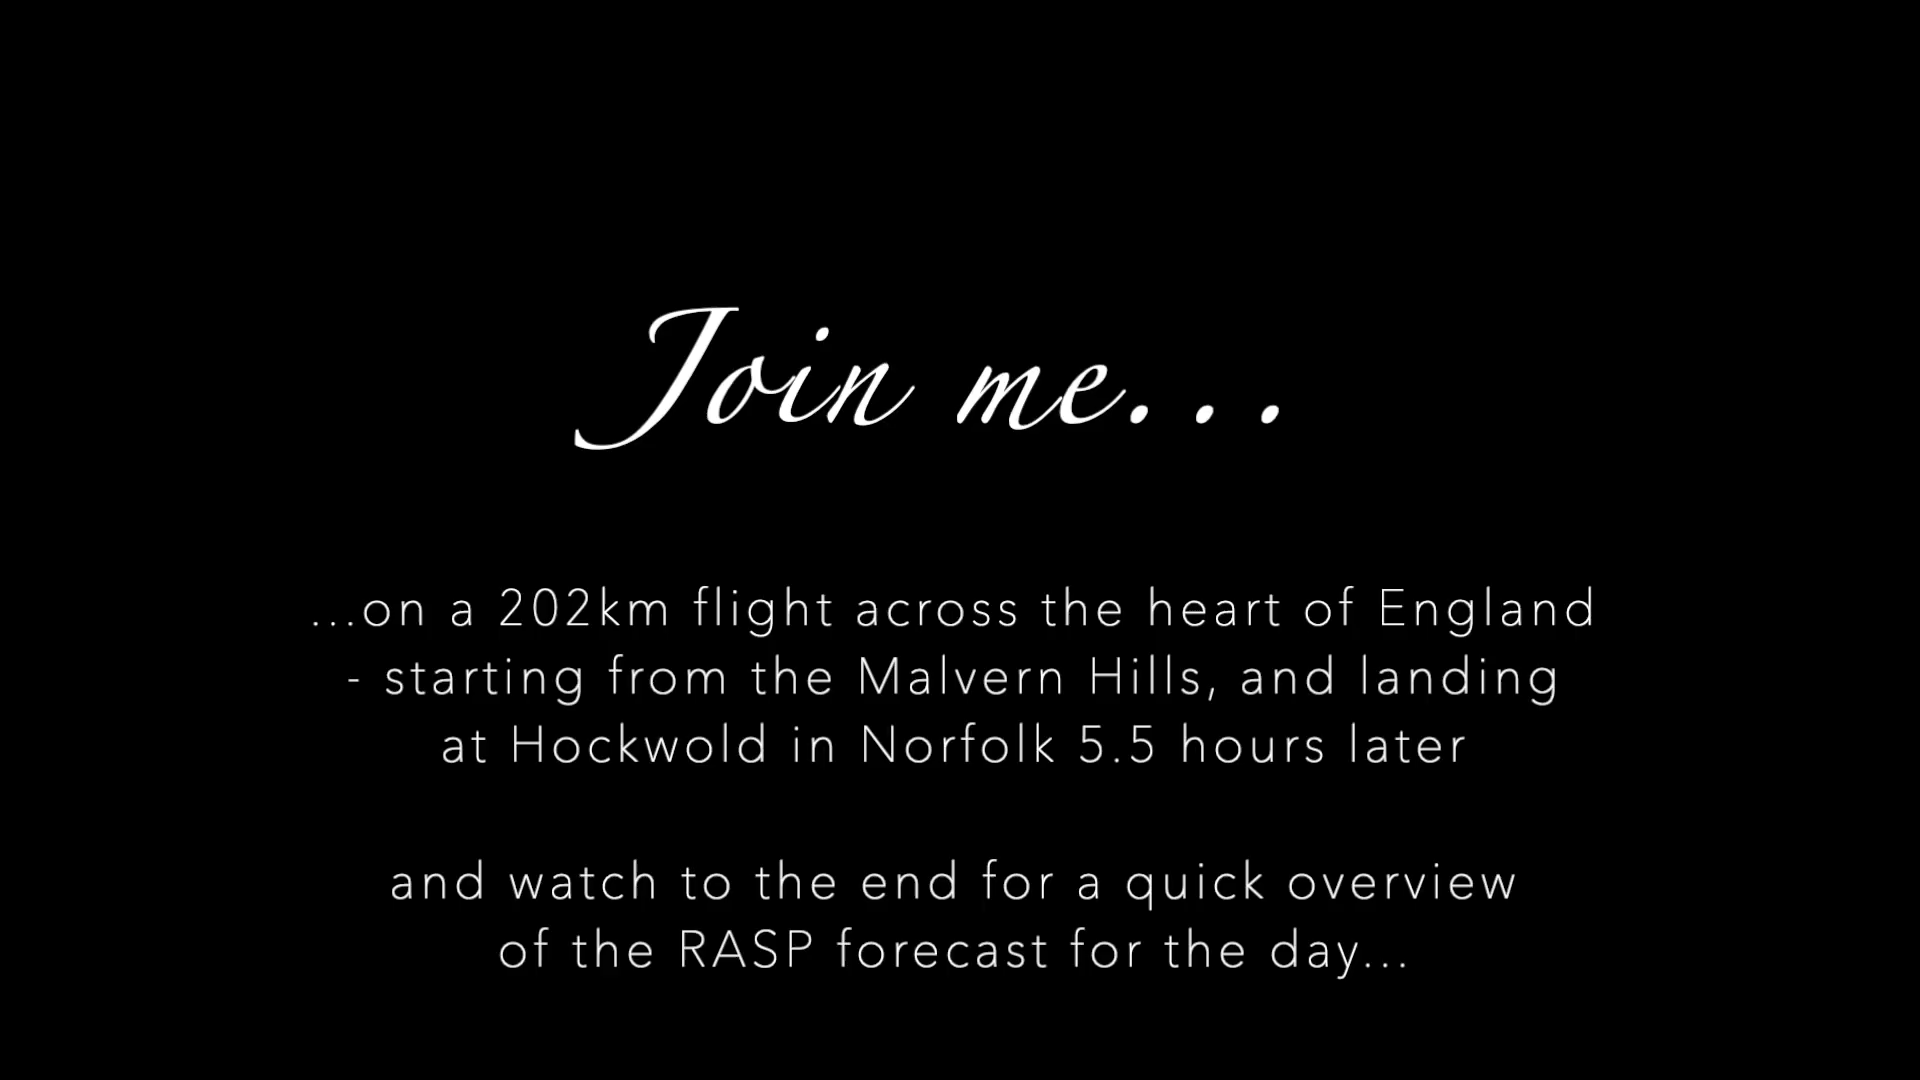 Join me...
...on a 202km flight across the heart of England
- starting from the Malvern Hills, and landing
at Hockwold in Norfolk 5.5 hours later
and watch to the end for a quick overview
of the RASP forecast for the day...